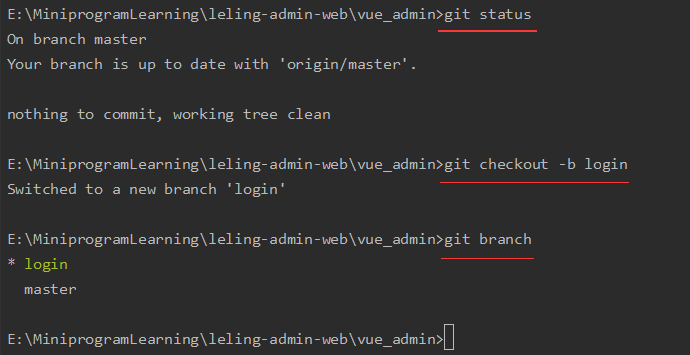 E:\MiniprogramLearning\leling-admin-web\vue_admin>git status
On branch master
Your branch is up to date with 'origin/master'.
nothing to commit, working tree clean
E:\MiniprogramLearning\leling-admin-web\vue_admin>git checkout -b login
Switched to a new branch 'login'
E:\MiniprogramLearning\leling-admin-web\vue_admin>git branch
* login
master
E:\MiniprogramLearning\leling-admin-web\vue_admin>